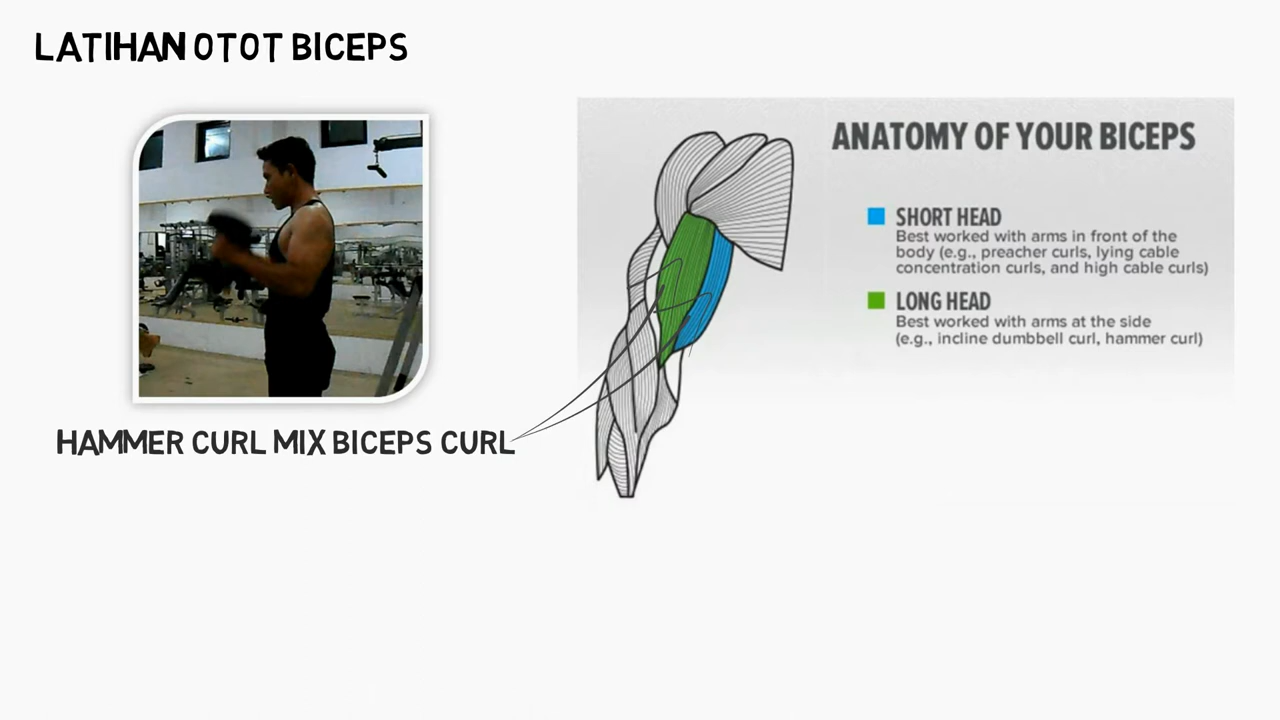 LATIHAN OTOT BICEPS
HAMMER CURL MIX BICEPS CURL
ANATOMY OF YOUR BICEPS
SHORT HEAD
Best worked with arms in front of the
body (e.g., preacher curls, lying cable
concentration curls, and high cable curls)
LONG HEAD
Best worked with arms at the side
(e.g., incline dumbbell curl, hammer curl)